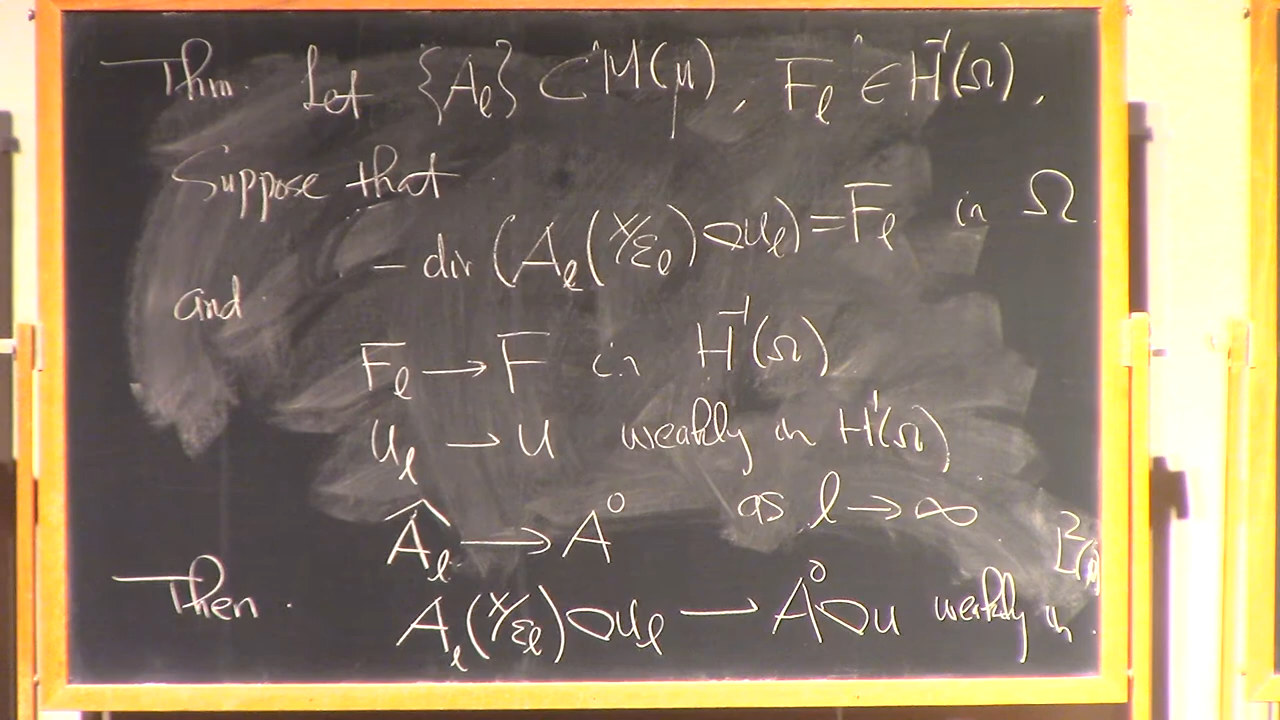 Thm. Let {A_ℓ} ⊂ M(μ), F_ℓ ∈ H^{-1}(Ω).
Suppose that
− div (A_ℓ(x/ε_ℓ) ∇u_ℓ) = F_ℓ in Ω
and
F_ℓ → F in H^{-1}(Ω)
u_ℓ → u weakly in H^1(Ω)
Â_ℓ → A^0 as ℓ → ∞
Then A_ℓ(x/ε_ℓ)∇u_ℓ → A^0∇u weakly in L^2(Ω)